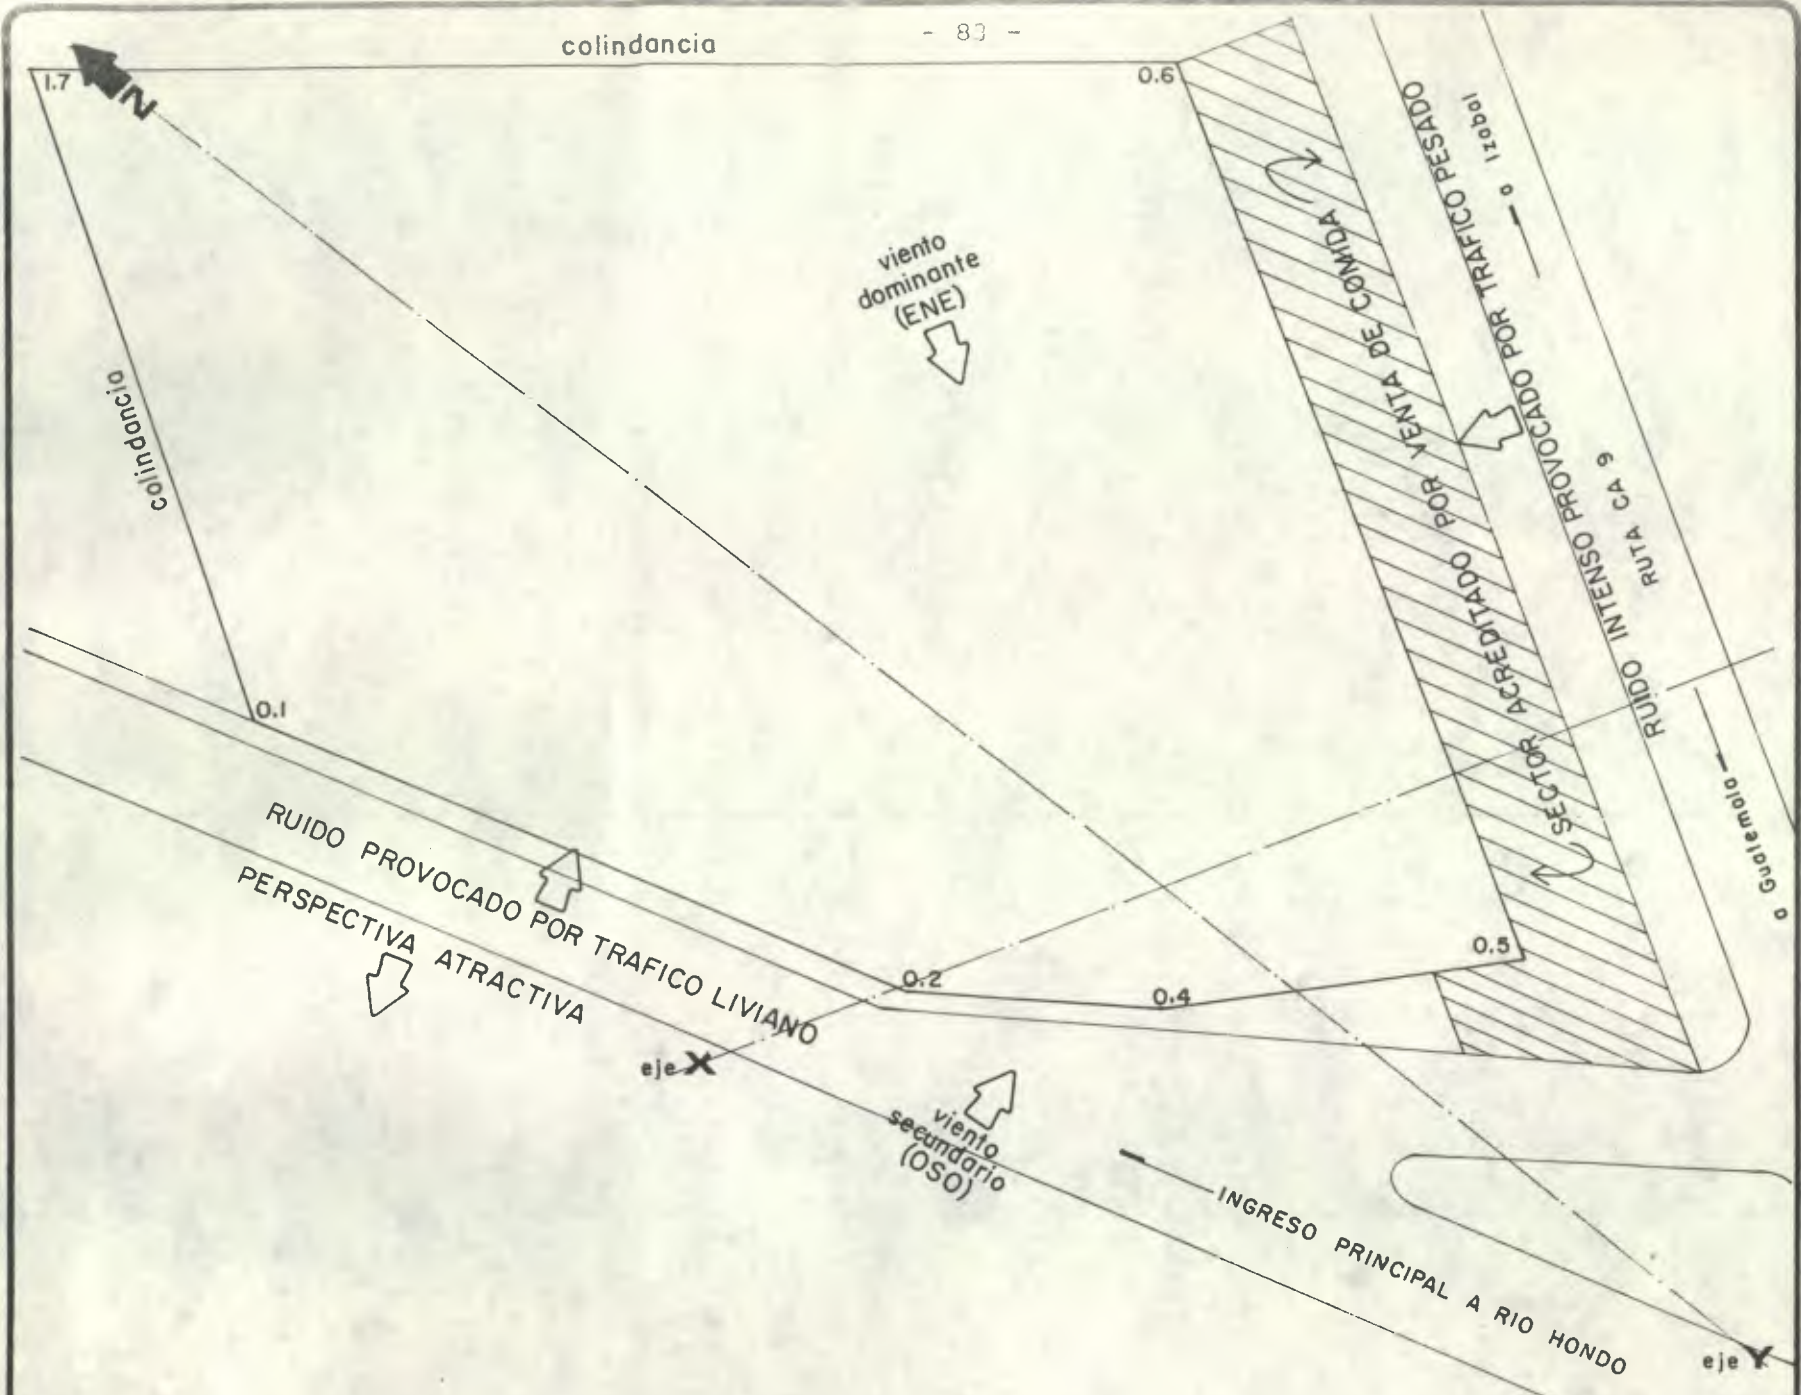 colindancia
1.7
N
0.6
RUIDO INTENSO PROVOCADO POR TRAFICO PESADO
a Izabal
RUTA CA 9
a Guatemala
SECTOR ACREDITADO POR VENTA DE COMIDA
viento
dominante
(ENE)
colindancia
0.1
RUIDO PROVOCADO POR TRAFICO LIVIANO
PERSPECTIVA ATRACTIVA
0.2
0.4
0.5
eje X
viento
secundario
(OSO)
INGRESO PRINCIPAL A RIO HONDO
eje Y